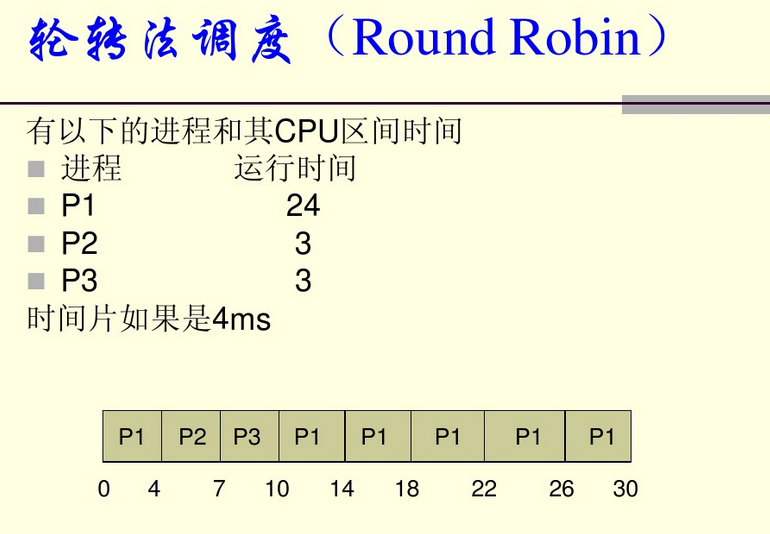 轮转法调度（Round Robin）
有以下的进程和其CPU区间时间
进程 运行时间
P1 24
P2 3
P3 3
时间片如果是4ms
P1 P2 P3 P1 P1 P1 P1 P1
0 4 7 10 14 18 22 26 30